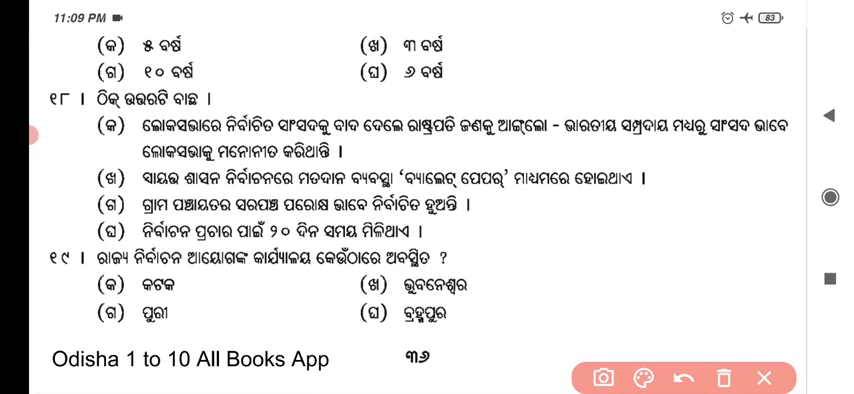 11:09 PM
83
(କ) ୫ ବର୍ଷ (ଖ) ୩ ବର୍ଷ
(ଗ) ୧୦ ବର୍ଷ (ଘ) ୬ ବର୍ଷ
୧୮ । ଠିକ୍ ଉତ୍ତରଟି ବାଛ ।
(କ) ଲୋକସଭାରେ ନିର୍ବାଚିତ ସାଂସଦକୁ ବାଦ ଦେଲେ ରାଷ୍ଟ୍ରପତି ଜଣକୁ ଆଙ୍ଗ୍ଲୋ - ଭାରତୀୟ ସମ୍ପ୍ରଦାୟ ମଧ୍ୟରୁ ସାଂସଦ ଭାବେ
ଲୋକସଭାକୁ ମନୋନୀତ କରିଥାନ୍ତି ।
(ଖ) ସ୍ବାୟତ୍ତ ଶାସନ ନିର୍ବାଚନରେ ମତଦାନ ବ୍ୟବସ୍ଥା ‘ବ୍ୟାଲେଟ୍ ପେପର୍’ ମାଧ୍ୟମରେ ହୋଇଥାଏ ।
(ଗ) ଗ୍ରାମ ପଞ୍ଚାୟତର ସରପଞ୍ଚ ପରୋକ୍ଷ ଭାବେ ନିର୍ବାଚିତ ହୁଅନ୍ତି ।
(ଘ) ନିର୍ବାଚନ ପ୍ରଚାର ପାଇଁ ୨୦ ଦିନ ସମୟ ମିଳିଥାଏ ।
୧୯ । ରାଜ୍ୟ ନିର୍ବାଚନ ଆୟୋଗଙ୍କ କାର୍ଯ୍ୟାଳୟ କେଉଁଠାରେ ଅବସ୍ଥିତ ?
(କ) କଟକ (ଖ) ଭୁବନେଶ୍ୱର
(ଗ) ପୁରୀ (ଘ) ବ୍ରହ୍ମପୁର
Odisha 1 to 10 All Books App ୩୬